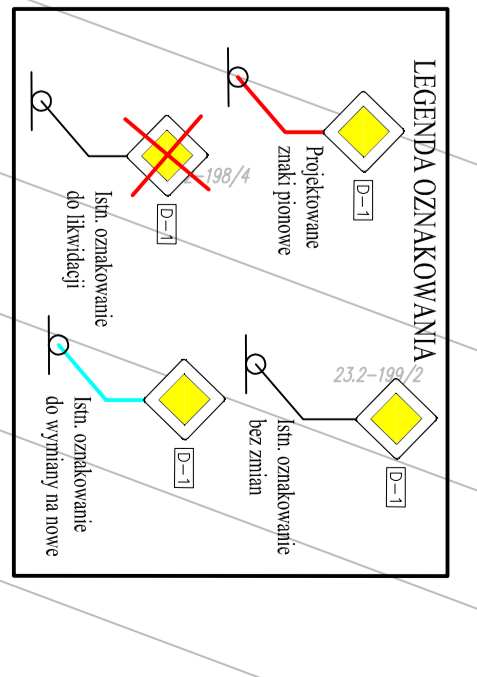 LEGENDA OZNAKOWANIA
D-1
Projektowane
znaki pionowe
D-1
Istn. oznakowanie
bez zmian
D-1
Istn. oznakowanie
do likwidacji
D-1
Istn. oznakowanie
do wymiany na nowe
-198/4
23.2-199/2